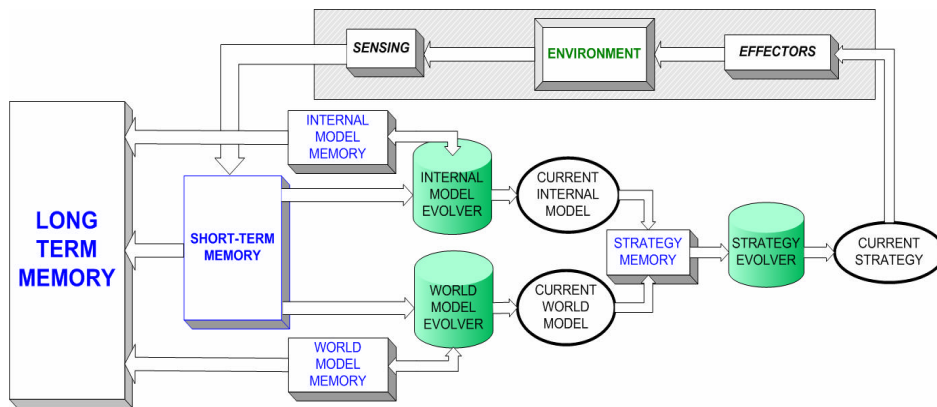 SENSING
ENVIRONMENT
EFFECTORS
INTERNAL
MODEL
MEMORY
LONG
TERM
MEMORY
SHORT-TERM
MEMORY
INTERNAL
MODEL
EVOLVER
CURRENT
INTERNAL
MODEL
STRATEGY
MEMORY
STRATEGY
EVOLVER
CURRENT
STRATEGY
WORLD
MODEL
EVOLVER
CURRENT
WORLD
MODEL
WORLD
MODEL
MEMORY